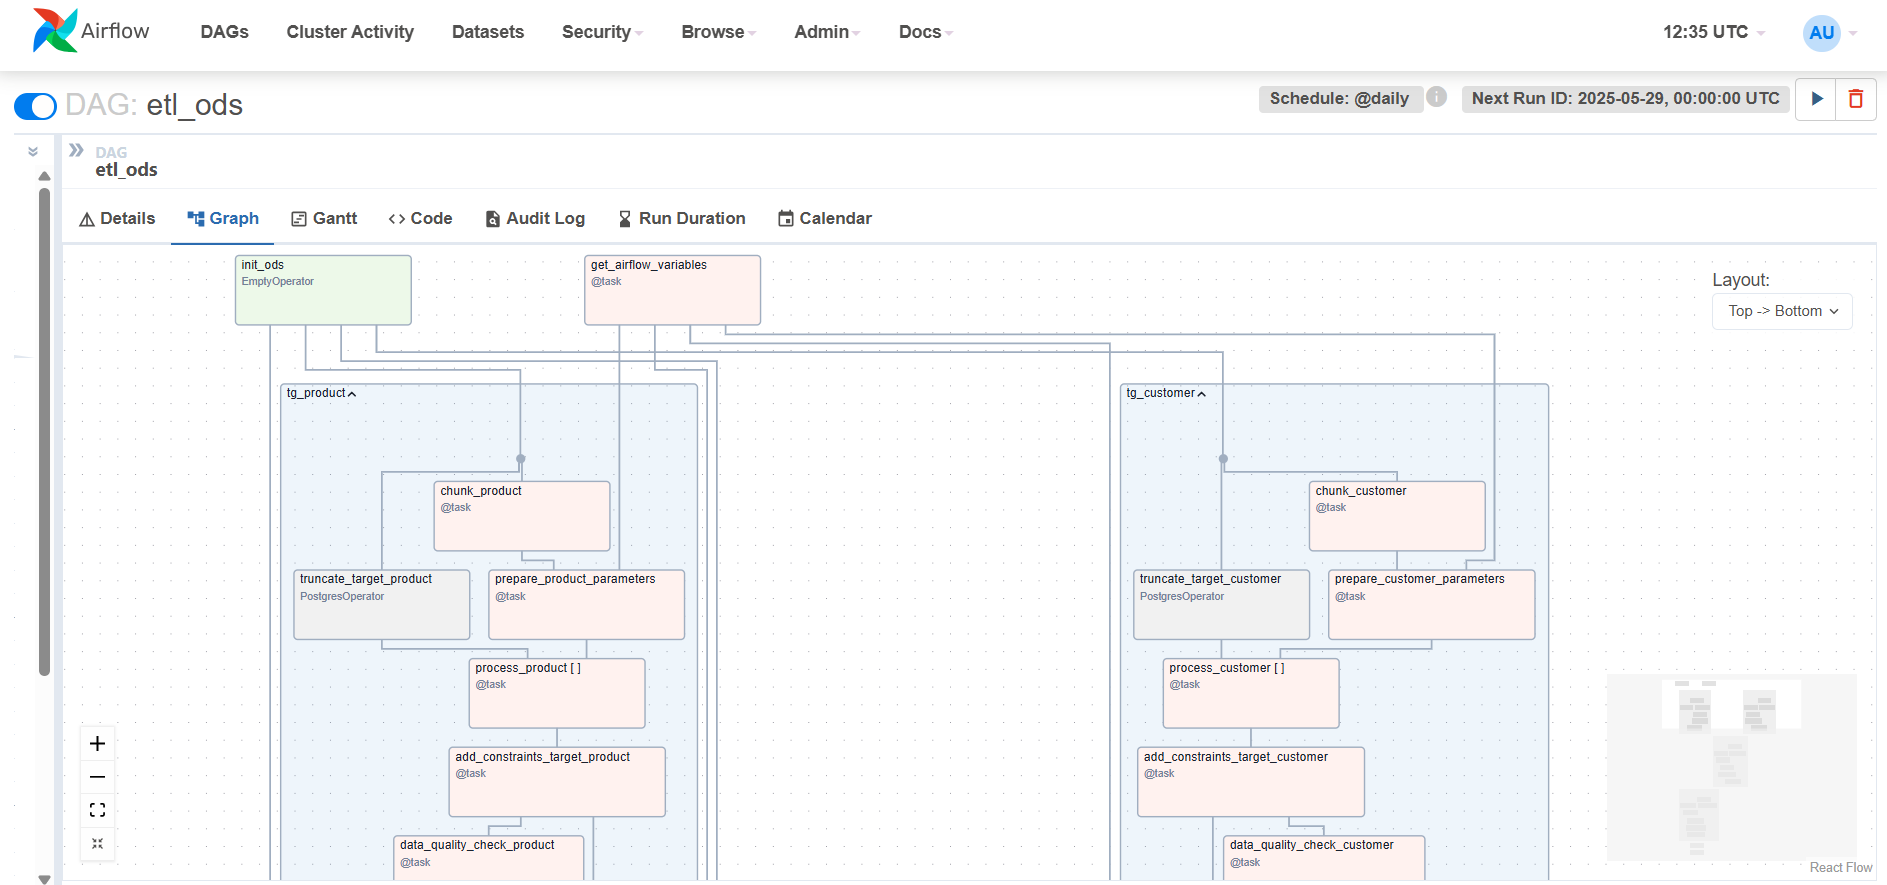 Airflow
DAGs
Cluster Activity
Datasets
Security
Browse
Admin
Docs
12:35 UTC
AU
DAG: etl_ods
Schedule: @daily
Next Run ID: 2025-05-29, 00:00:00 UTC
DAG
etl_ods
Details
Graph
Gantt
Code
Audit Log
Run Duration
Calendar
init_ods
EmptyOperator
get_airflow_variables
@task
Layout:
Top -> Bottom
tg_product
tg_customer
chunk_product
@task
chunk_customer
@task
truncate_target_product
PostgresOperator
prepare_product_parameters
@task
truncate_target_customer
PostgresOperator
prepare_customer_parameters
@task
process_product [ ]
@task
process_customer [ ]
@task
add_constraints_target_product
@task
add_constraints_target_customer
@task
data_quality_check_product
@task
data_quality_check_customer
@task
React Flow